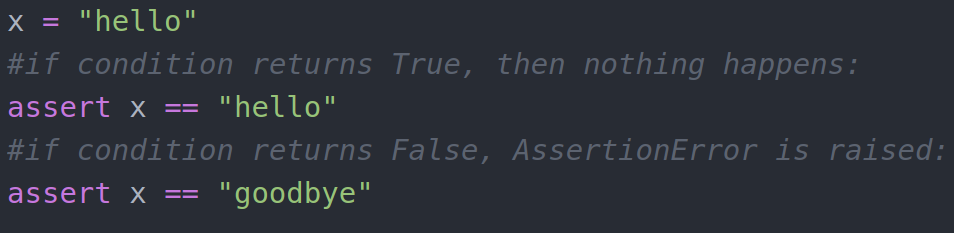 x = "hello"
#if condition returns True, then nothing happens:
assert x == "hello"
#if condition returns False, AssertionError is raised:
assert x == "goodbye"